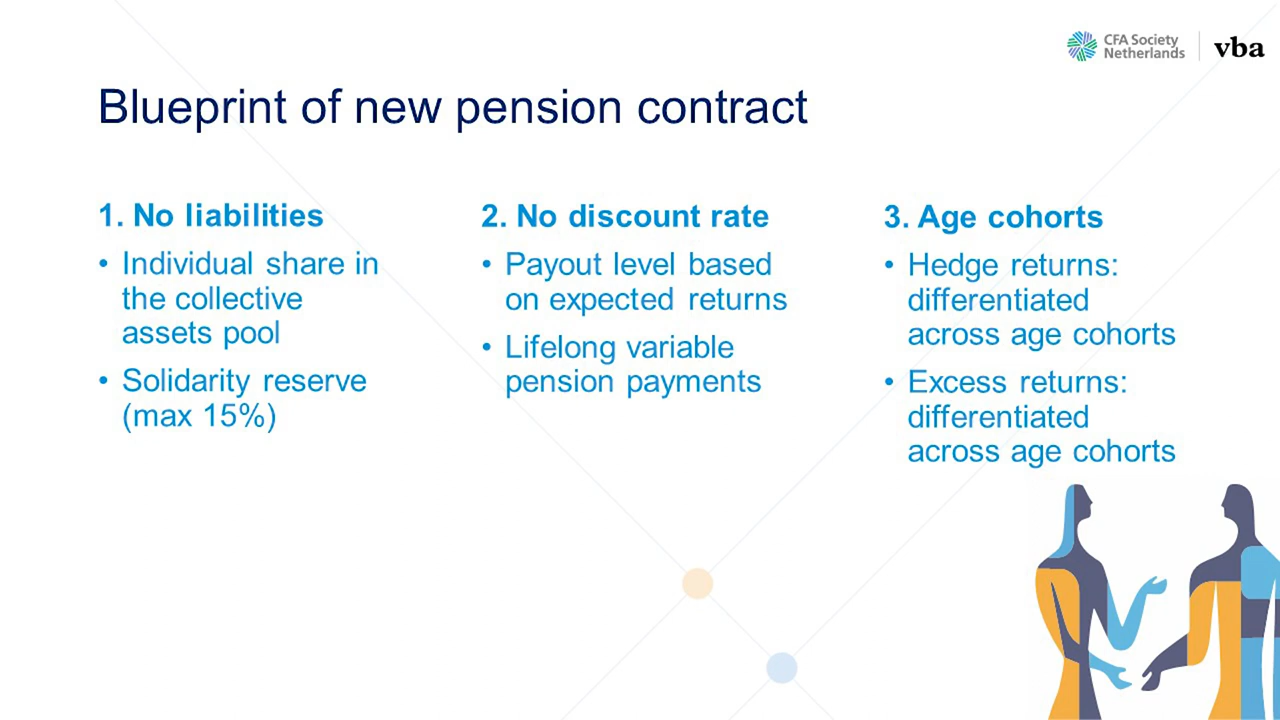 CFA Society
Netherlands
vba
Blueprint of new pension contract
1. No liabilities
• Individual share in
the collective
assets pool
• Solidarity reserve
(max 15%)
2. No discount rate
• Payout level based
on expected returns
• Lifelong variable
pension payments
3. Age cohorts
• Hedge returns:
differentiated
across age cohorts
• Excess returns:
differentiated
across age cohorts